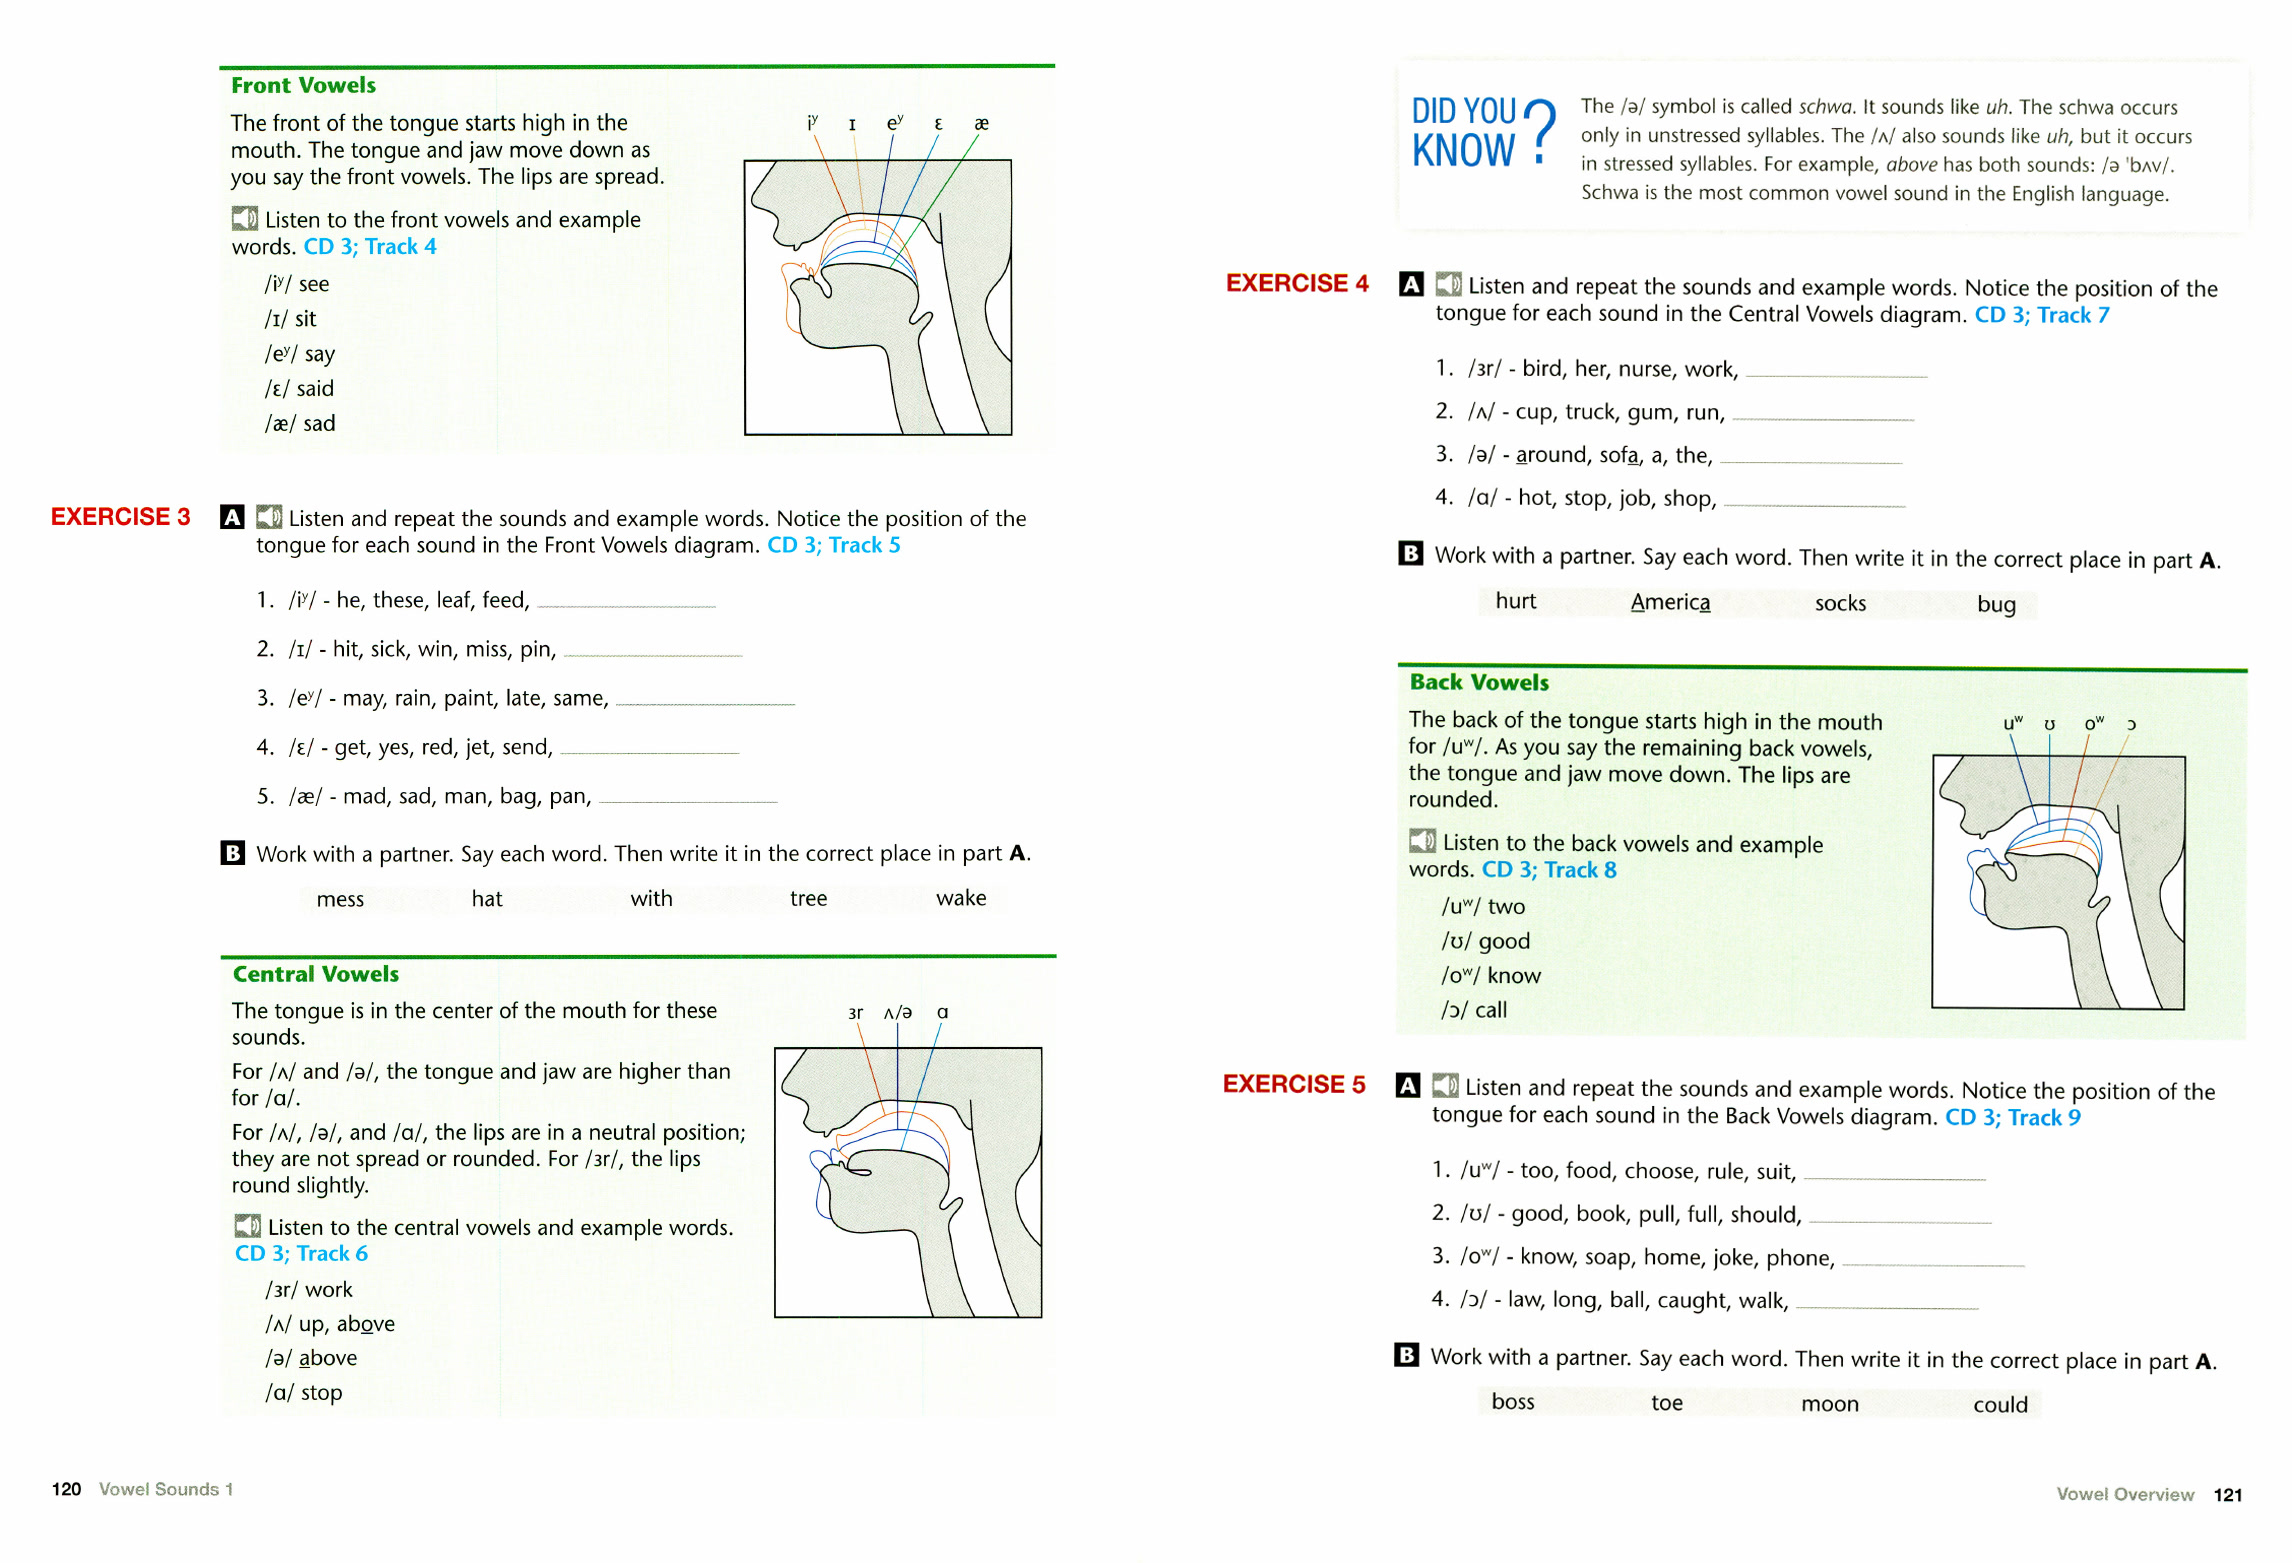 Front Vowels
The front of the tongue starts high in the
mouth. The tongue and jaw move down as
you say the front vowels. The lips are spread.
Listen to the front vowels and example
words. CD 3; Track 4
/iʸ/ see
/ɪ/ sit
/eʸ/ say
/ɛ/ said
/æ/ sad
iʸ ɪ eʸ ɛ æ
EXERCISE 3 A Listen and repeat the sounds and example words. Notice the position of the
tongue for each sound in the Front Vowels diagram. CD 3; Track 5
1. /iʸ/ - he, these, leaf, feed,
2. /ɪ/ - hit, sick, win, miss, pin,
3. /eʸ/ - may, rain, paint, late, same,
4. /ɛ/ - get, yes, red, jet, send,
5. /æ/ - mad, sad, man, bag, pan,
B Work with a partner. Say each word. Then write it in the correct place in part A.
mess hat with tree wake
Central Vowels
The tongue is in the center of the mouth for these
sounds.
For /ʌ/ and /ə/, the tongue and jaw are higher than
for /ɑ/.
For /ʌ/, /ə/, and /ɑ/, the lips are in a neutral position;
they are not spread or rounded. For /ɜr/, the lips
round slightly.
Listen to the central vowels and example words.
CD 3; Track 6
/ɜr/ work
/ʌ/ up, above
/ə/ above
/ɑ/ stop
ɜr ʌ/ə ɑ
120 Vowel Sounds 1
DID YOU
KNOW?
The /ə/ symbol is called schwa. It sounds like uh. The schwa occurs
only in unstressed syllables. The /ʌ/ also sounds like uh, but it occurs
in stressed syllables. For example, above has both sounds: /ə ˈbʌv/.
Schwa is the most common vowel sound in the English language.
EXERCISE 4 A Listen and repeat the sounds and example words. Notice the position of the
tongue for each sound in the Central Vowels diagram. CD 3; Track 7
1. /ɜr/ - bird, her, nurse, work,
2. /ʌ/ - cup, truck, gum, run,
3. /ə/ - around, sofa, a, the,
4. /ɑ/ - hot, stop, job, shop,
B Work with a partner. Say each word. Then write it in the correct place in part A.
hurt America socks bug
Back Vowels
The back of the tongue starts high in the mouth
for /uʷ/. As you say the remaining back vowels,
the tongue and jaw move down. The lips are
rounded.
Listen to the back vowels and example
words. CD 3; Track 8
/uʷ/ two
/ʊ/ good
/oʷ/ know
/ɔ/ call
uʷ ʊ oʷ ɔ
EXERCISE 5 A Listen and repeat the sounds and example words. Notice the position of the
tongue for each sound in the Back Vowels diagram. CD 3; Track 9
1. /uʷ/ - too, food, choose, rule, suit,
2. /ʊ/ - good, book, pull, full, should,
3. /oʷ/ - know, soap, home, joke, phone,
4. /ɔ/ - law, long, ball, caught, walk,
B Work with a partner. Say each word. Then write it in the correct place in part A.
boss toe moon could
Vowel Overview 121